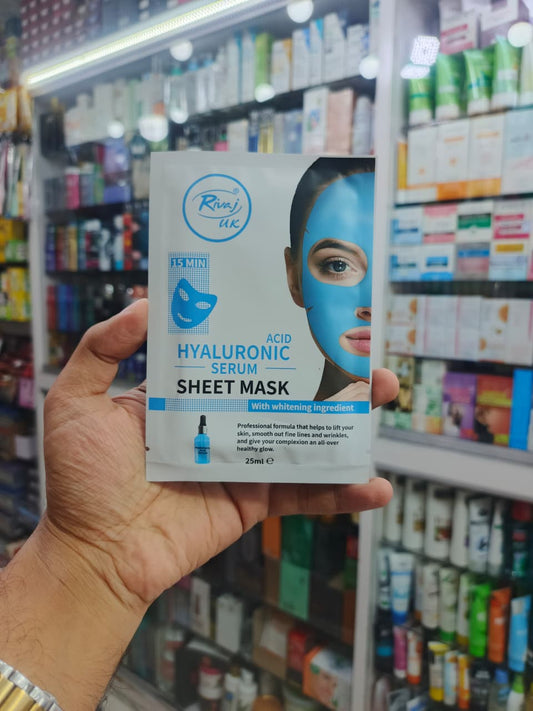 Rivaj
UK
®
15 MIN
ACID
HYALURONIC
SERUM
SHEET MASK
With whitening ingredient
Professional formula that helps to lift your
skin, smooth out fine lines and wrinkles,
and give your complexion an all-over
healthy glow.
25ml ℮